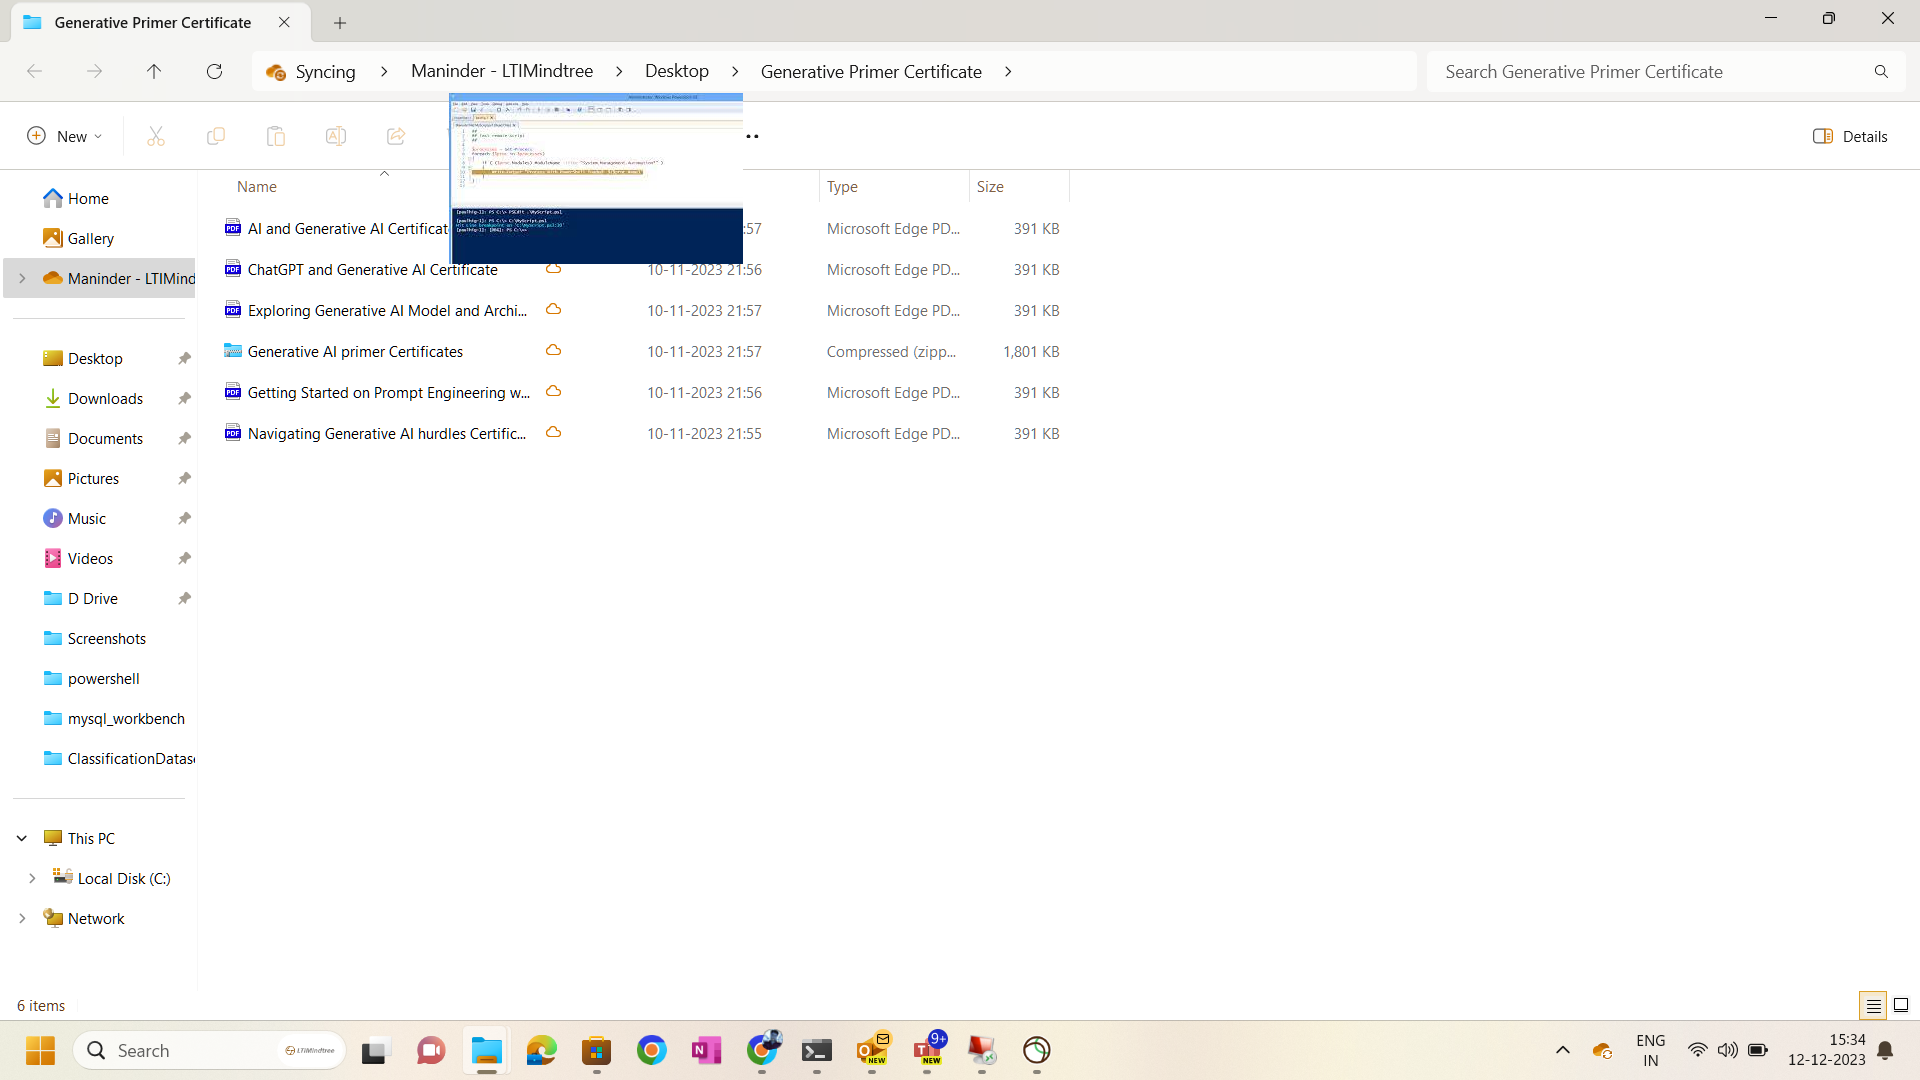 Generative Primer Certificate
Syncing
Maninder - LTIMindtree
Desktop
Generative Primer Certificate
Search Generative Primer Certificate
New
Details
Name
Type
Size
Home
Gallery
Maninder - LTIMind
Desktop
Downloads
Documents
Pictures
Music
Videos
D Drive
Screenshots
powershell
mysql_workbench
ClassificationDatas
This PC
Local Disk (C:)
Network
AI and Generative AI Certificat
:57
Microsoft Edge PD...
391 KB
ChatGPT and Generative AI Certificate
10-11-2023 21:56
Microsoft Edge PD...
391 KB
Exploring Generative AI Model and Archi...
10-11-2023 21:57
Microsoft Edge PD...
391 KB
Generative AI primer Certificates
10-11-2023 21:57
Compressed (zipp...
1,801 KB
Getting Started on Prompt Engineering w...
10-11-2023 21:56
Microsoft Edge PD...
391 KB
Navigating Generative AI hurdles Certific...
10-11-2023 21:55
Microsoft Edge PD...
391 KB
6 items
Search
LTIMindtree
NEW
9+
NEW
ENG
IN
15:34
12-12-2023